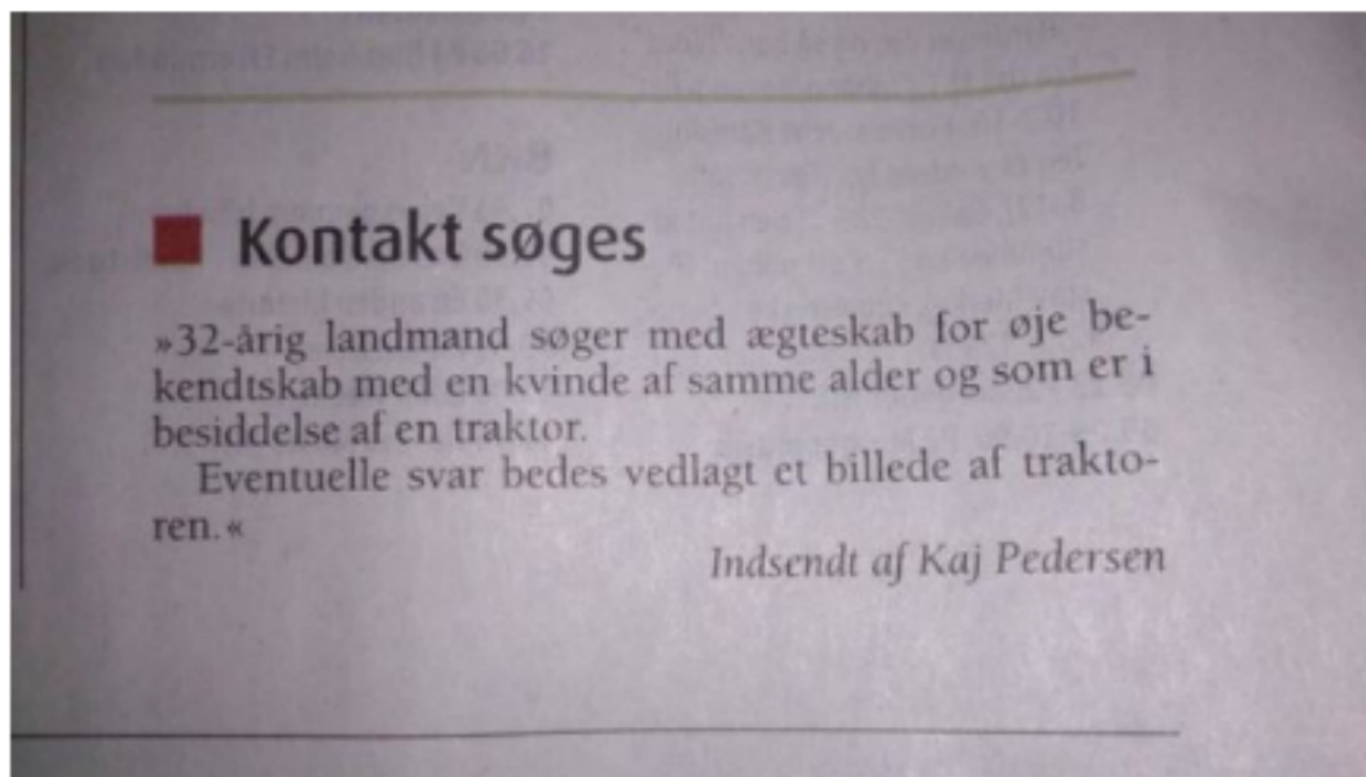 Kontakt søges
»32-årig landmand søger med ægteskab for øje be-
kendtskab med en kvinde af samme alder og som er i
besiddelse af en traktor.
Eventuelle svar bedes vedlagt et billede af trakto-
ren.«
Indsendt af Kaj Pedersen